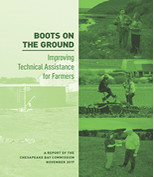 BOOTS ON
THE GROUND
Improving
Technical Assistance
for Farmers
A REPORT OF THE
CHESAPEAKE BAY COMMISSION
NOVEMBER 2017